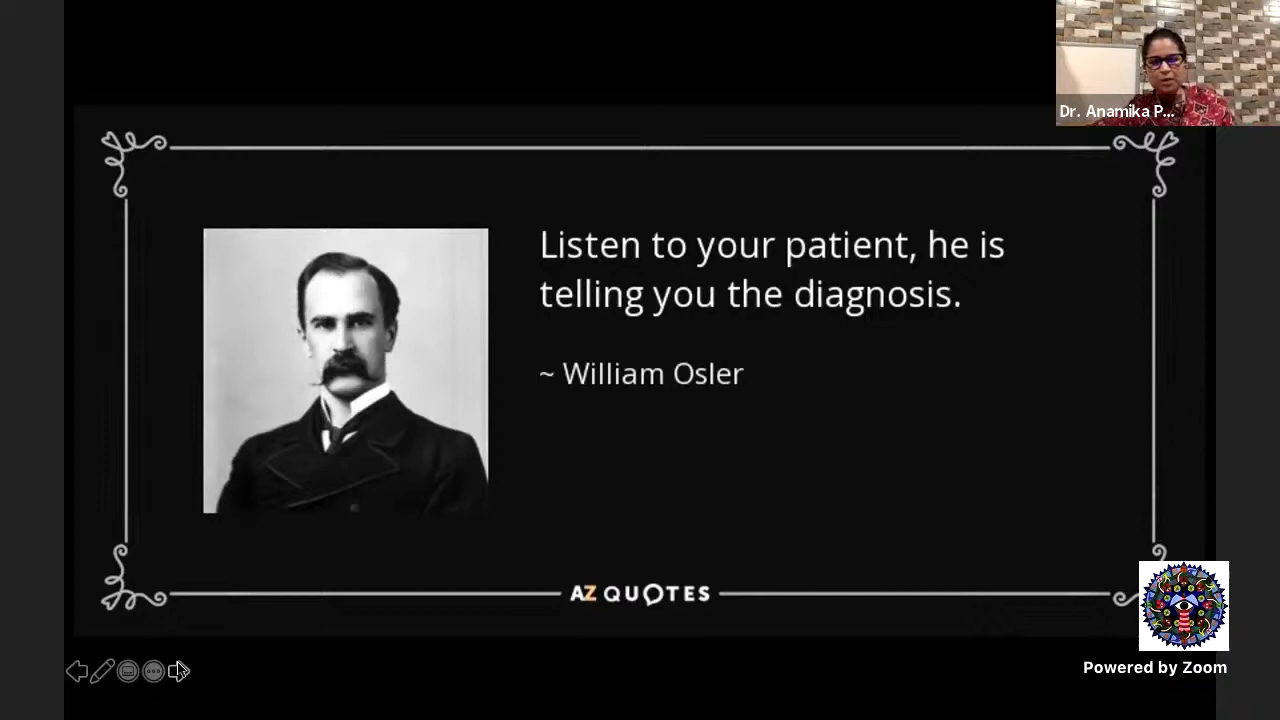 Dr. Anamika P...
Listen to your patient, he is
telling you the diagnosis.
~ William Osler
AZ QUOTES
Powered by Zoom